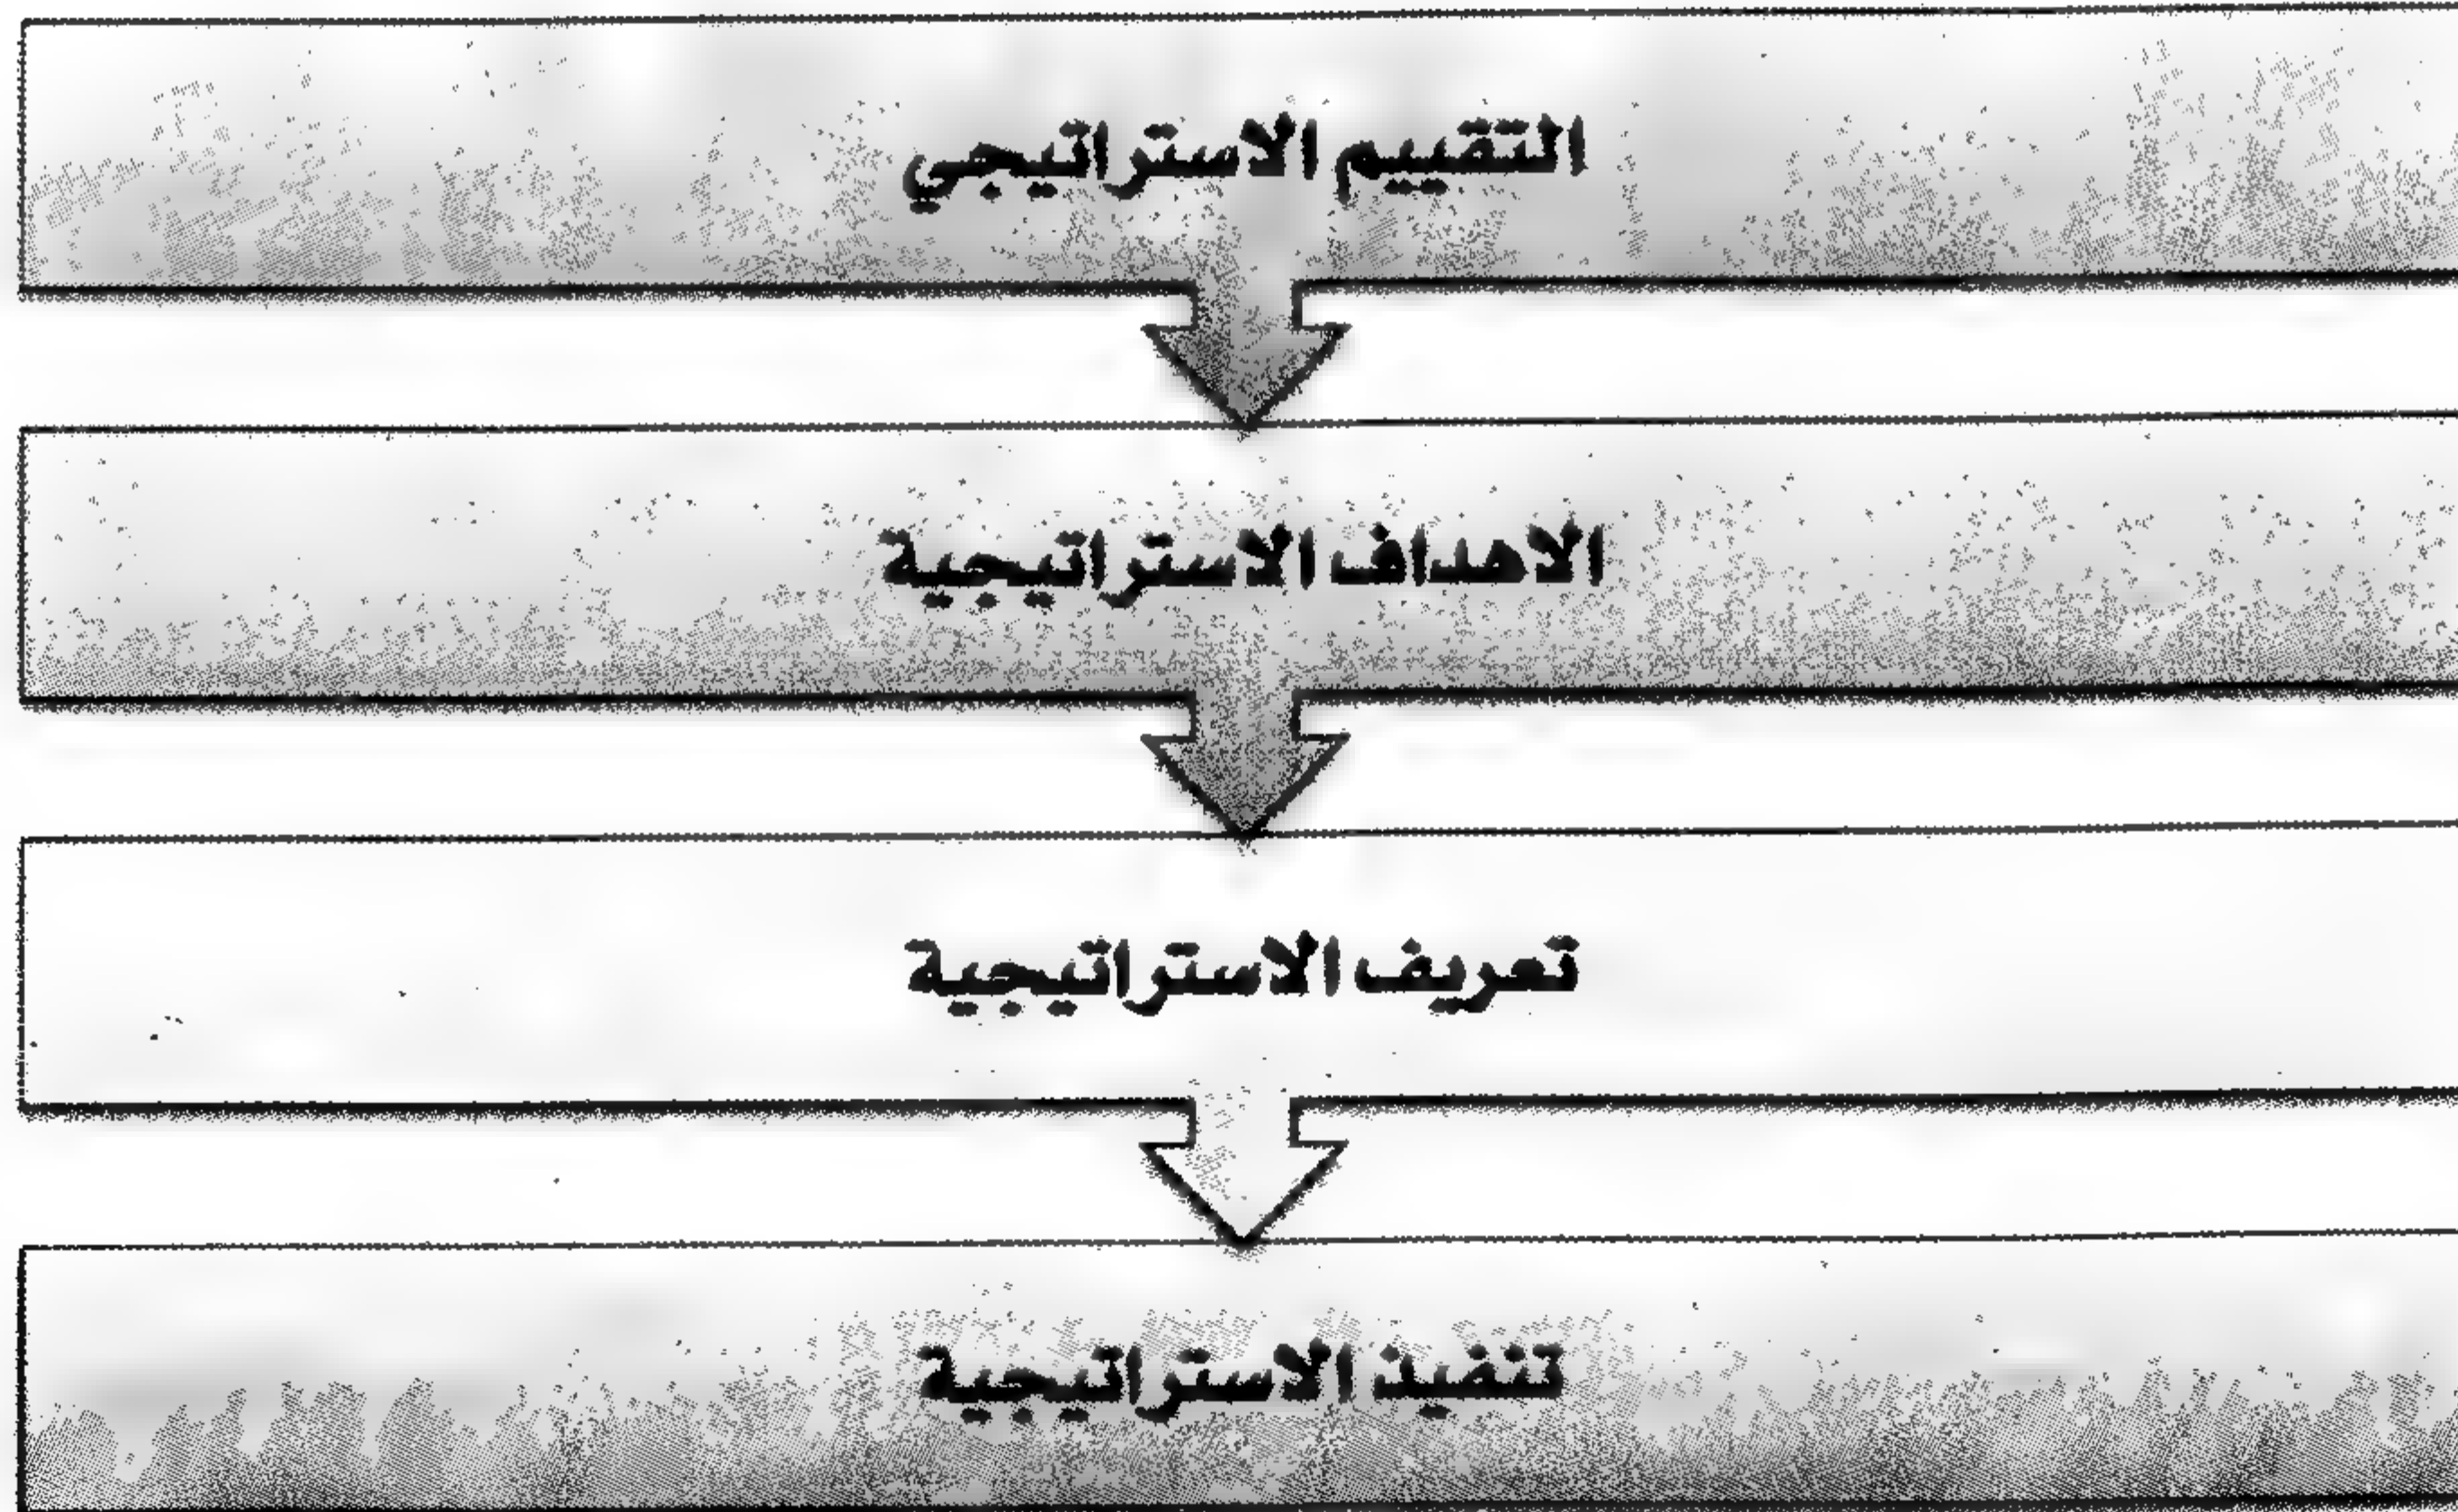 التقييم الاستراتيجي
الاهداف الاستراتيجية
تعريف الاستراتيجية
تنفيذ الاستراتيجية